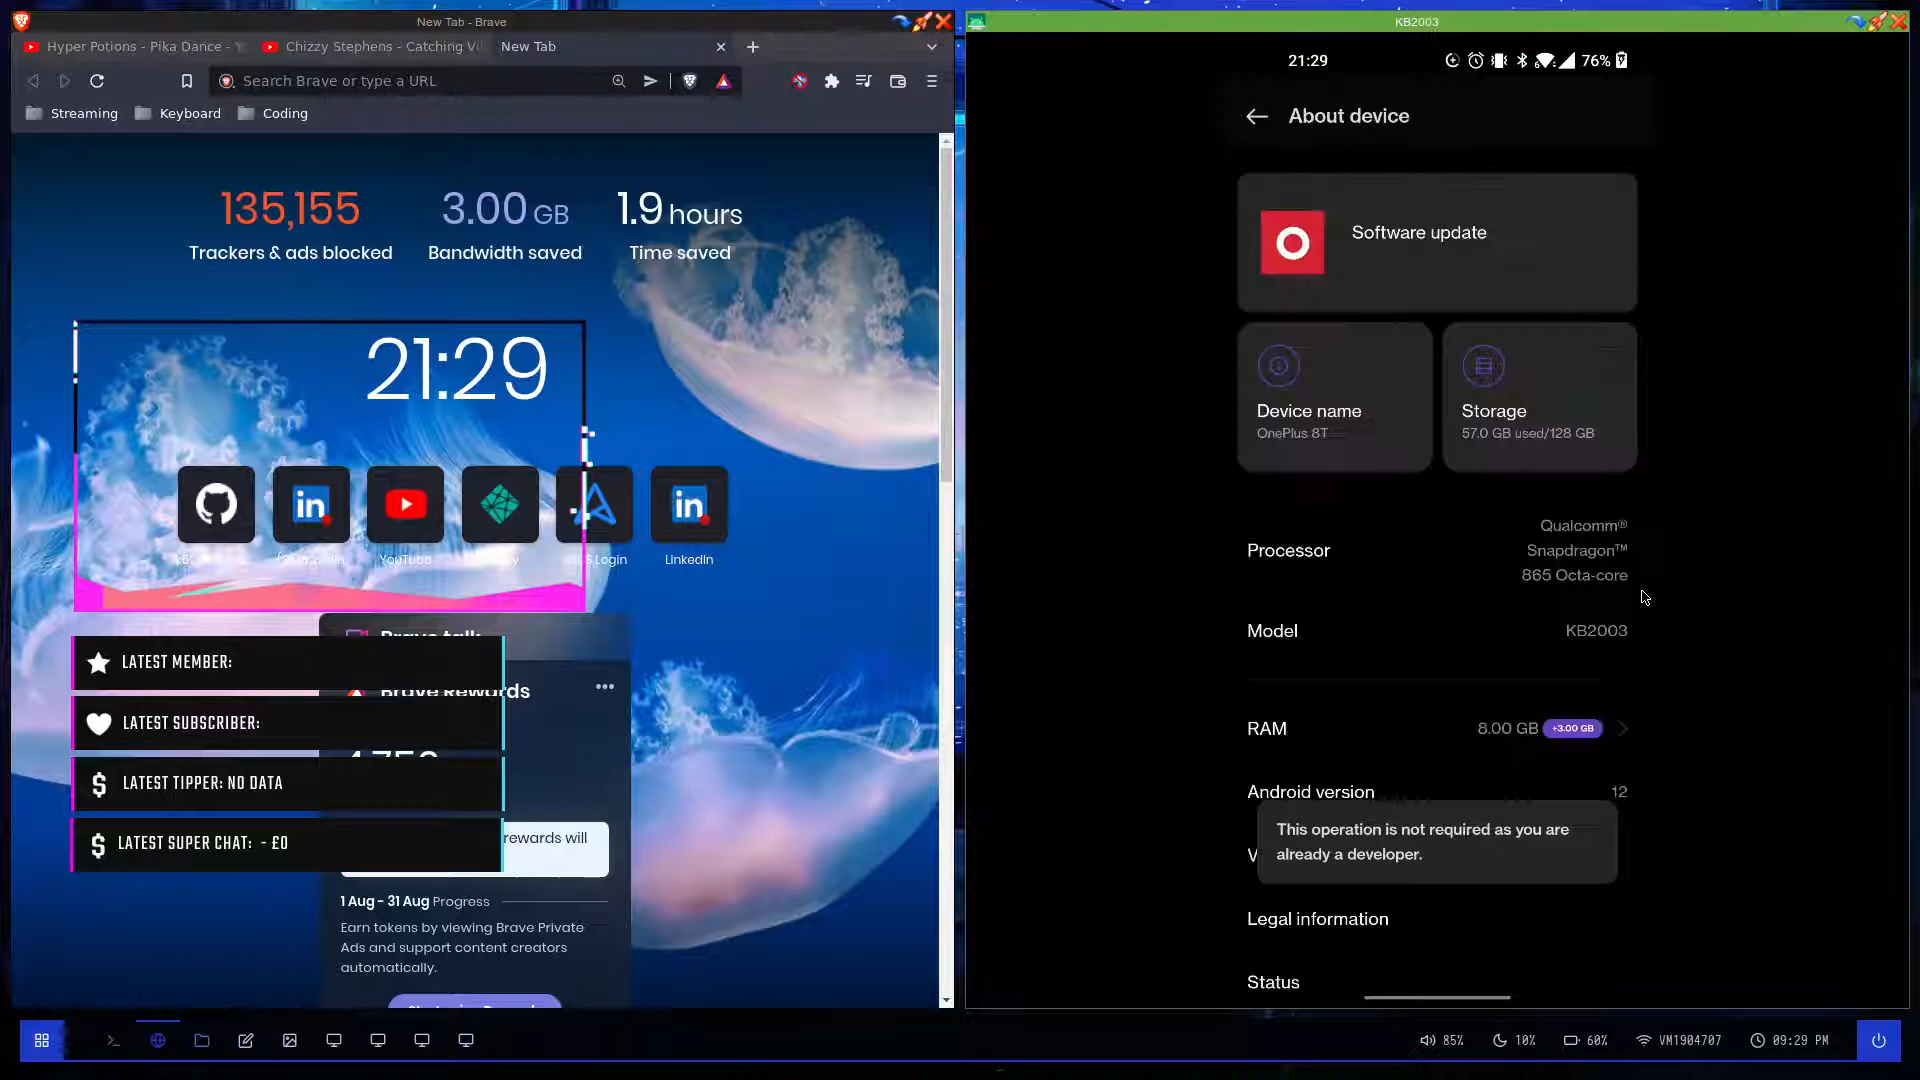 New Tab - Brave
Hyper Potions - Pika Dance -
Chizzy Stephens - Catching
New Tab
Search Brave or type a URL
Streaming
Keyboard
Coding
135,155
3.00 GB
1.9 hours
Trackers & ads blocked
Bandwidth saved
Time saved
21:29
YouTube
Login
LinkedIn
Brave talk
LATEST MEMBER:
Brave Rewards
LATEST SUBSCRIBER:
LATEST TIPPER: NO DATA
LATEST SUPER CHAT: - £0
rewards will
1 Aug - 31 Aug Progress
Earn tokens by viewing Brave Private
Ads and support content creators
automatically.
KB2003
21:29
76%
About device
Software update
Device name
OnePlus 8T
Storage
57.0 GB used/128 GB
Processor
Qualcomm®
Snapdragon™
865 Octa-core
Model
KB2003
RAM
8.00 GB
+3.00 GB
Android version
12
This operation is not required as you are
already a developer.
Legal information
Status
85%
10%
60%
VM1904707
09:29 PM